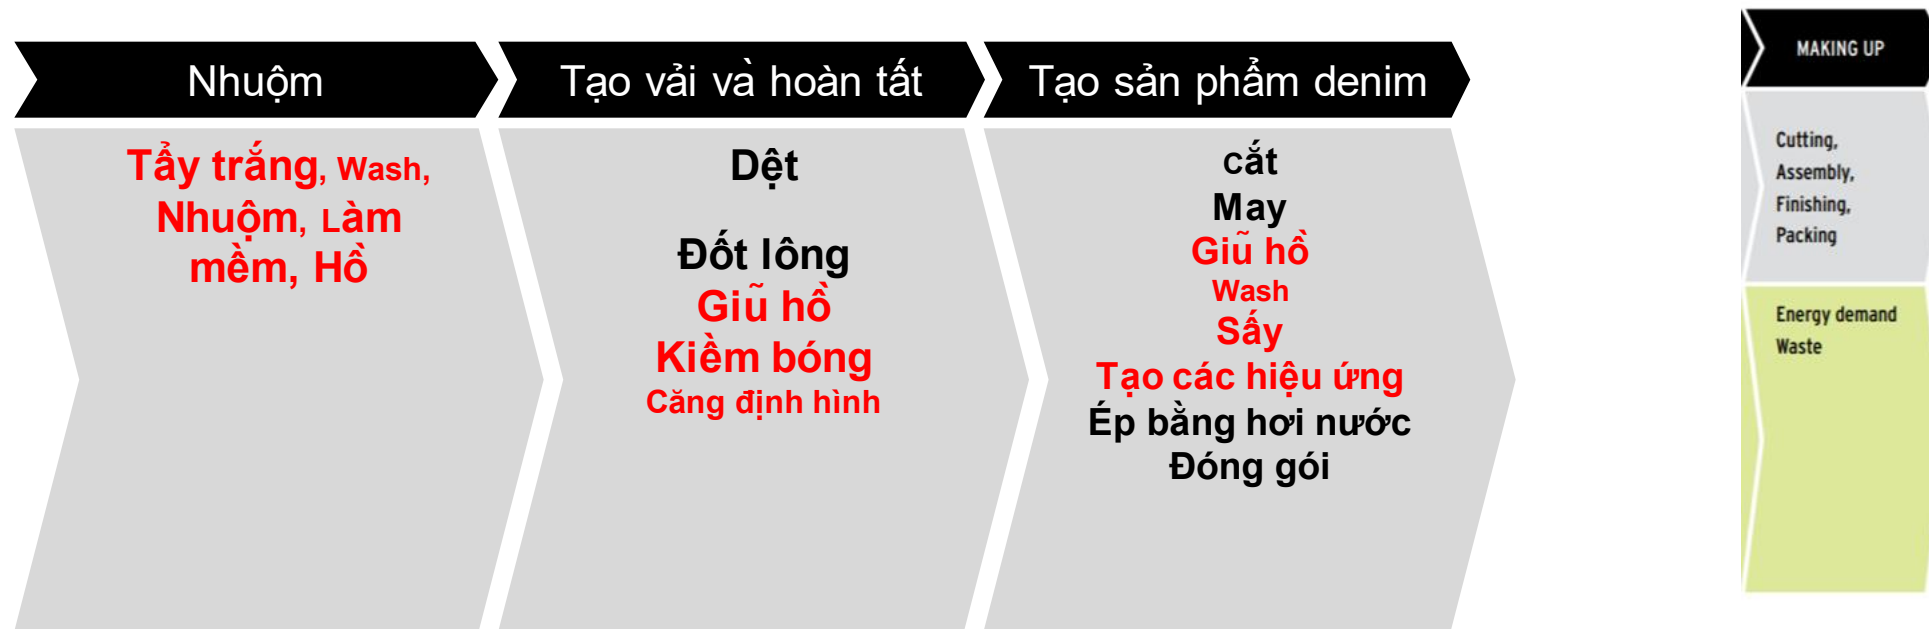 Nhuộm
Tẩy trắng, Wash,
Nhuộm, Làm
mềm, Hồ
Tạo vải và hoàn tất
Dệt
Đốt lông
Giũ hồ
Kiềm bóng
Căng định hình
Tạo sản phẩm denim
cắt
May
Giũ hồ
Wash
Sấy
Tạo các hiệu ứng
Ép bằng hơi nước
Đóng gói
MAKING UP
Cutting,
Assembly,
Finishing,
Packing
Energy demand
Waste